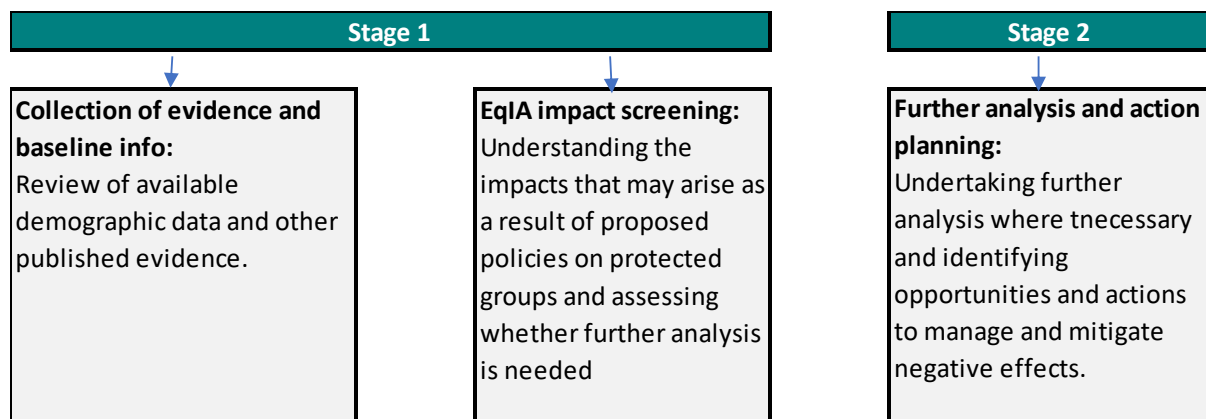 Stage 1
Collection of evidence and
baseline info:
Review of available
demographic data and other
published evidence.
EqIA impact screening:
Understanding the
impacts that may arise as
a result of proposed
policies on protected
groups and assessing
whether further analysis
is needed
Stage 2
Further analysis and action
planning:
Undertaking further
analysis where tnecessary
and identifying
opportunities and actions
to manage and mitigate
negative effects.